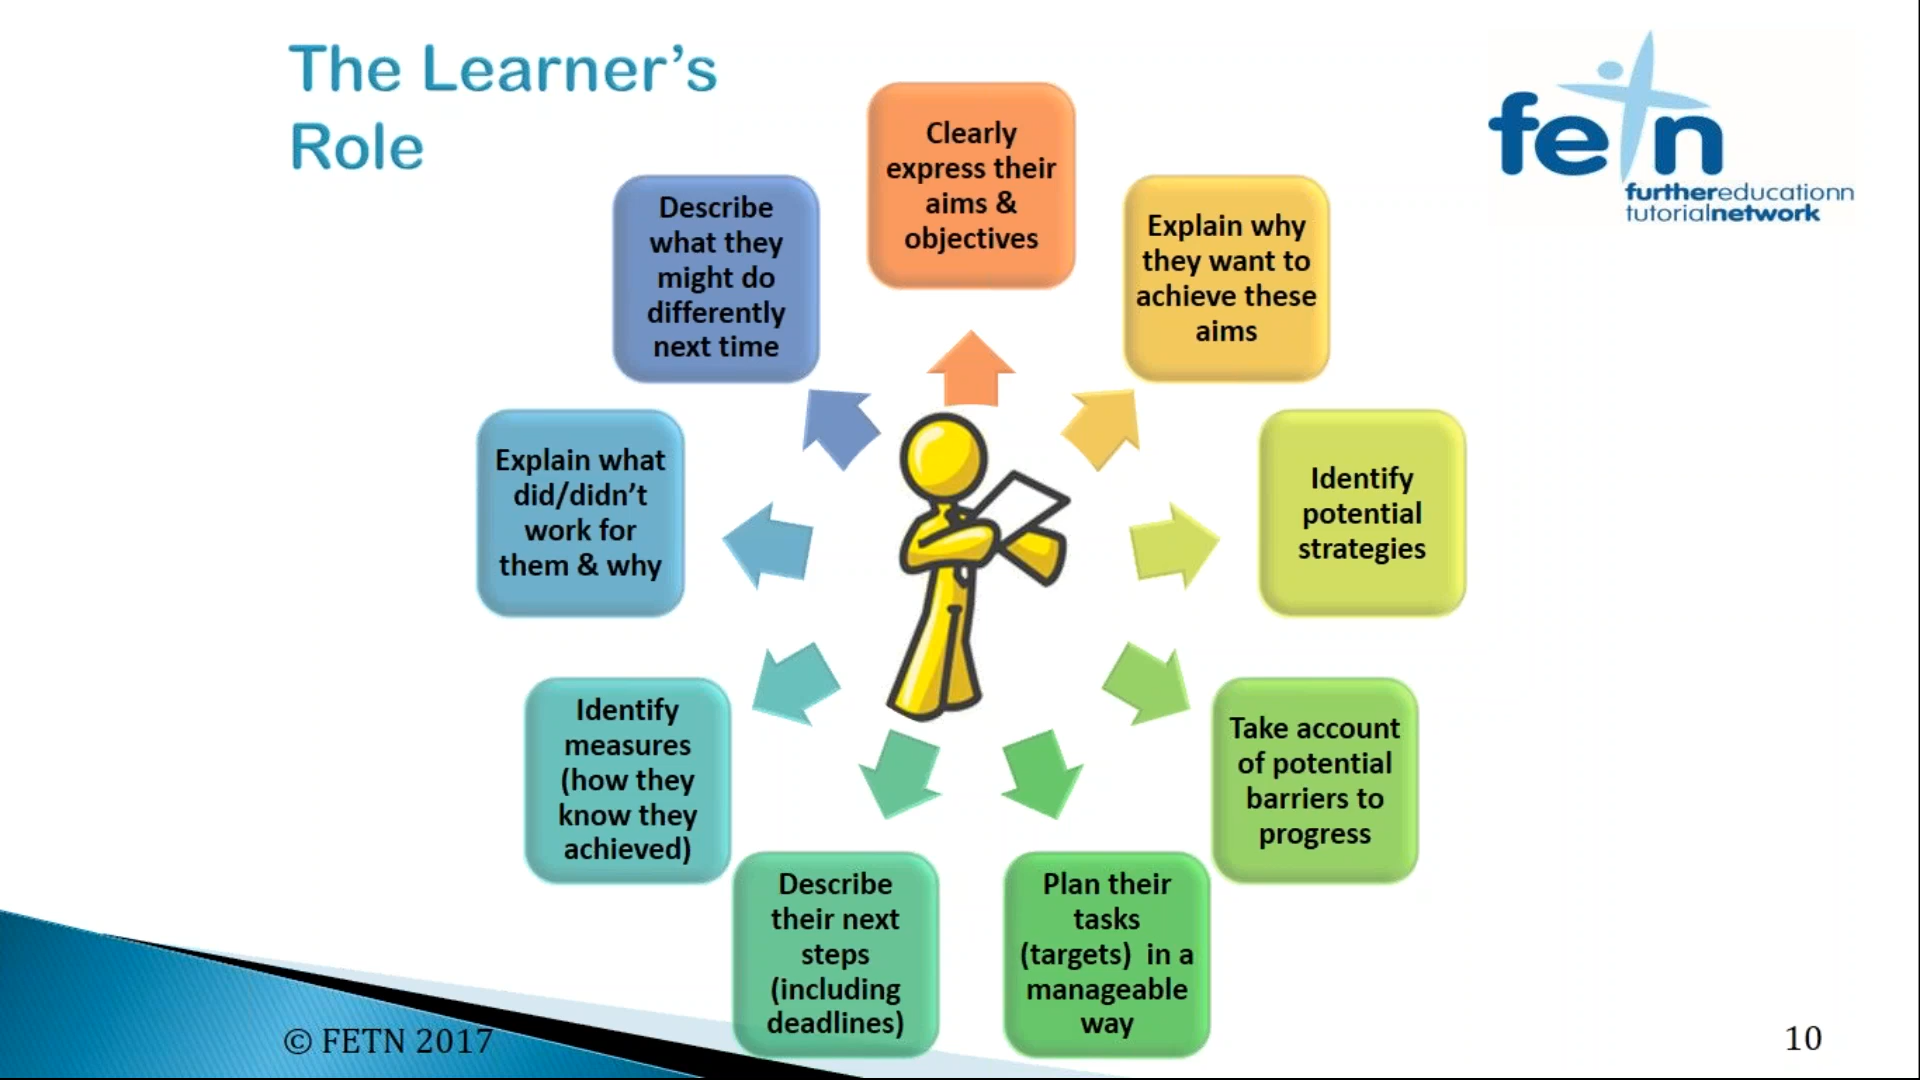 The Learner's
Role
fetn
furthereducationn
tutorialnetwork
Clearly
express their
aims &
objectives
Explain why
they want to
achieve these
aims
Identify
potential
strategies
Take account
of potential
barriers to
progress
Plan their
tasks
(targets) in a
manageable
way
Describe
their next
steps
(including
deadlines)
Identify
measures
(how they
know they
achieved)
Explain what
did/didn't
work for
them & why
Describe
what they
might do
differently
next time
© FETN 2017
10